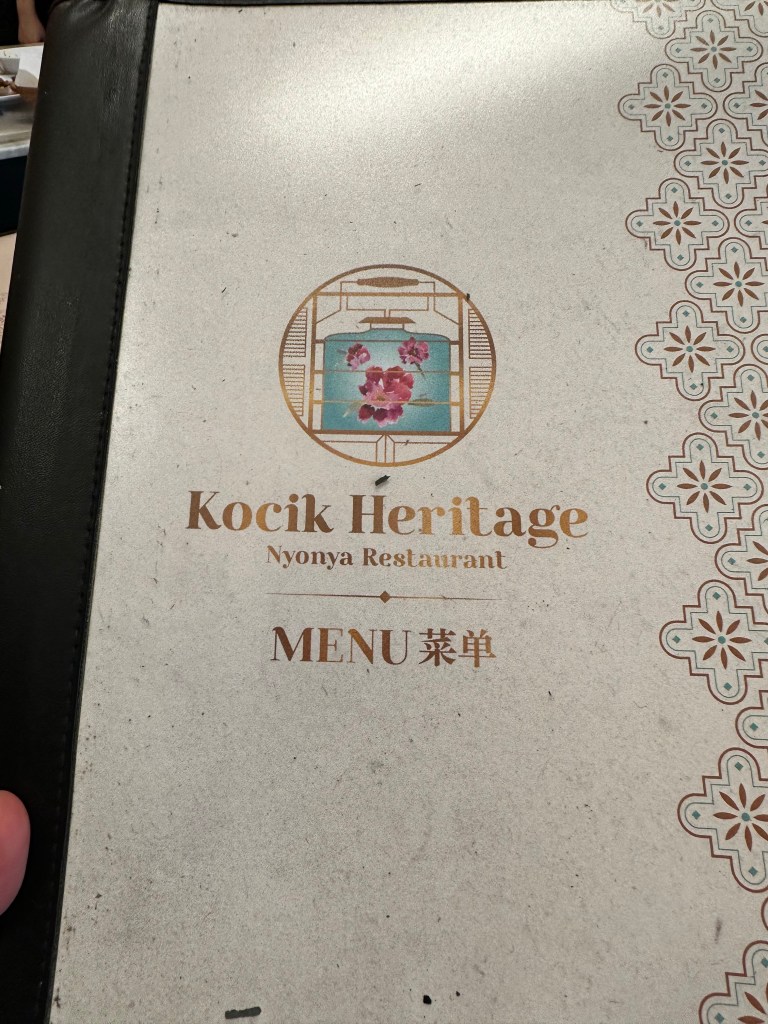 Kocik Heritage
Nyonya Restaurant
MENU 菜单